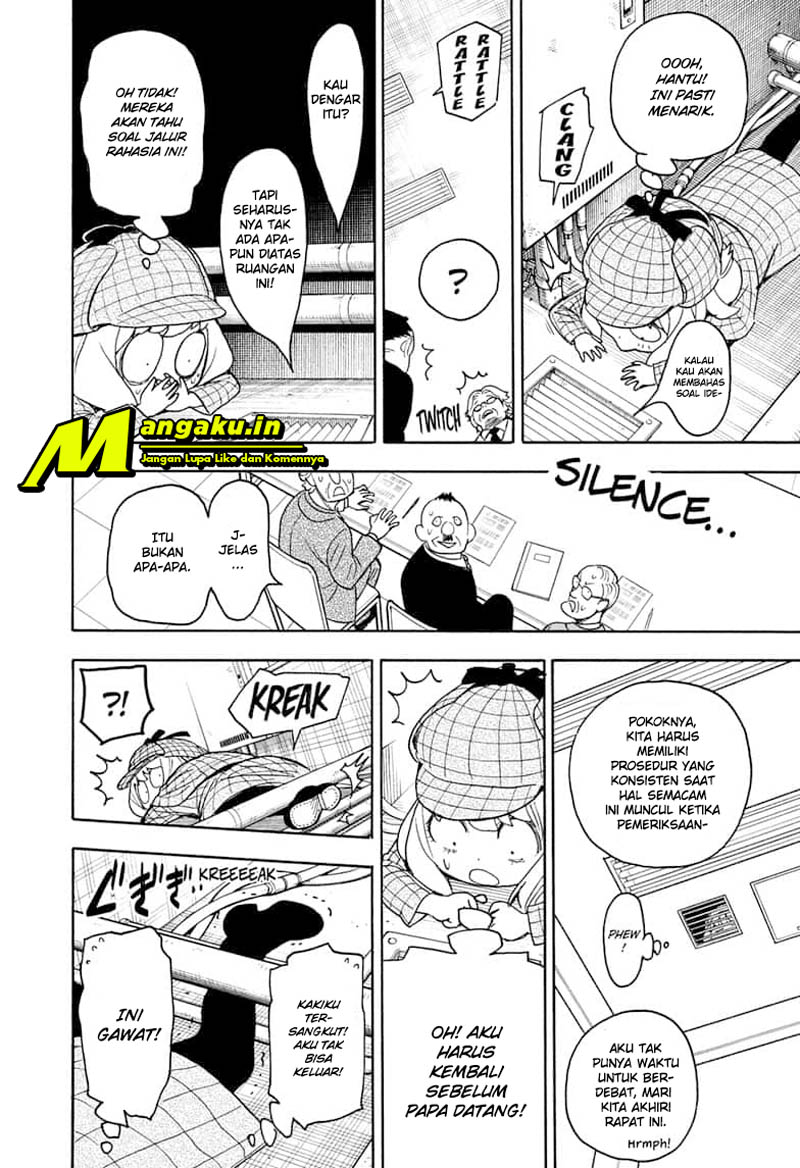 OOOH,
HANTU!
INI PASTI
MENARIK.
CLANG
KALAU
KAU AKAN
MEMBAHAS
SOAL IDE-
RATTLE
RATTLE
?
TWITCH
KAU
DENGAR
ITU?
TAPI
SEHARUS-
NYA TAK
ADA APA-
PUN DIATAS
RUANGAN
INI!
OH TIDAK!
MEREKA
AKAN TAHU
SOAL JALUR
RAHASIA INI!
Mangaku.in
Jangan Lupa Like dan Komennya
SILENCE...
J-
JELAS
...
ITU
BUKAN
APA-APA.
POKOKNYA,
KITA HARUS
MEMILIKI
PROSEDUR YANG
KONSISTEN SAAT
HAL SEMACAM
INI MUNCUL KETIKA
PEMERIKSAAN-
PHEW
!
AKU TAK
PUNYA WAKTU
UNTUK BER-
DEBAT, MARI
KITA AKHIRI
RAPAT INI.
HRMPH!
OH! AKU
HARUS
KEMBALI
SEBELUM
PAPA DATANG!
KREAK
?!
ぐぎぎ..
KREEEEAK
KAKIKU
TER-
SANGKUT!
AKU TAK
BISA
KELUAR!
INI
GAWAT!